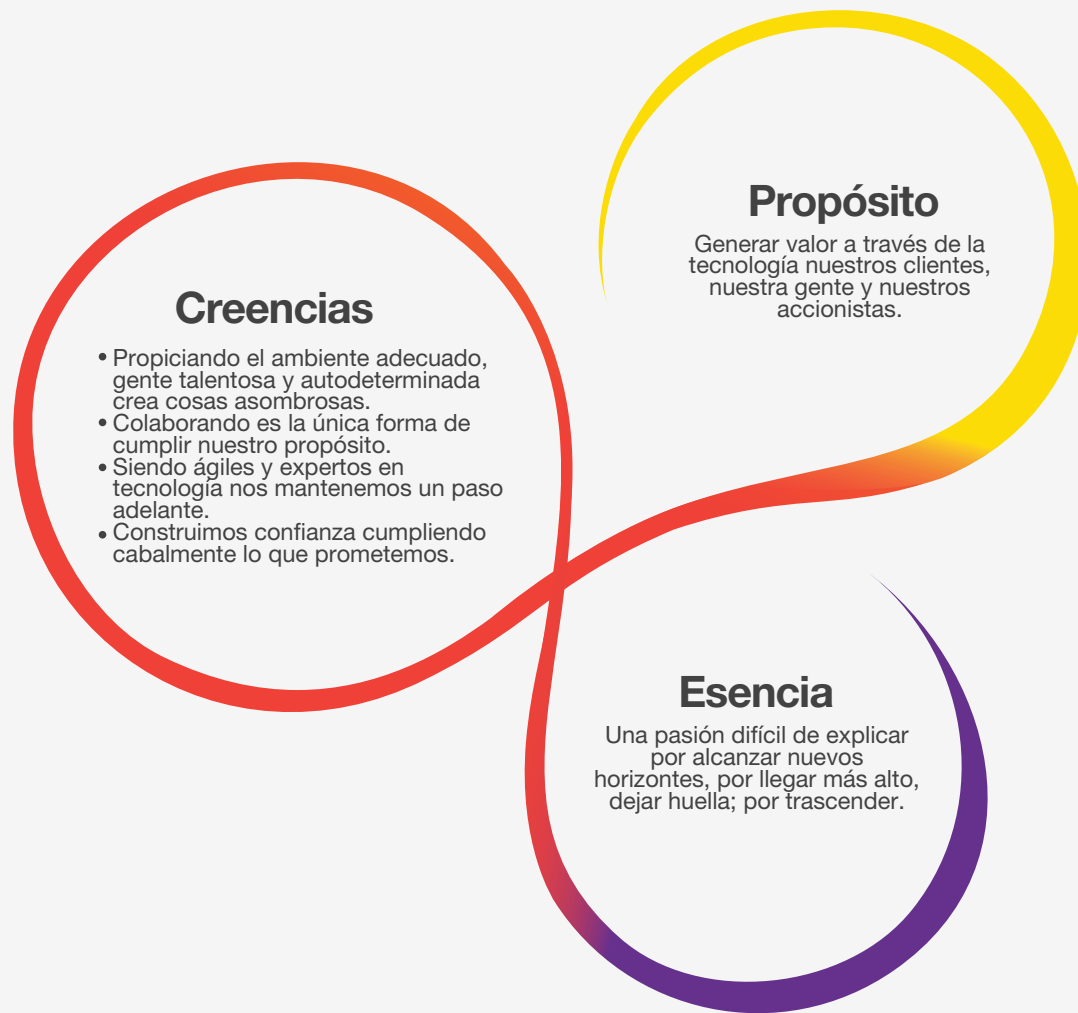 Propósito
Generar valor a través de la
tecnología nuestros clientes,
nuestra gente y nuestros
accionistas.
Creencias
• Propiciando el ambiente adecuado,
gente talentosa y autodeterminada
crea cosas asombrosas.
• Colaborando es la única forma de
cumplir nuestro propósito.
• Siendo ágiles y expertos en
tecnología nos mantenemos un paso
adelante.
• Construimos confianza cumpliendo
cabalmente lo que prometemos.
Esencia
Una pasión difícil de explicar
por alcanzar nuevos
horizontes, por llegar más alto,
dejar huella; por trascender.